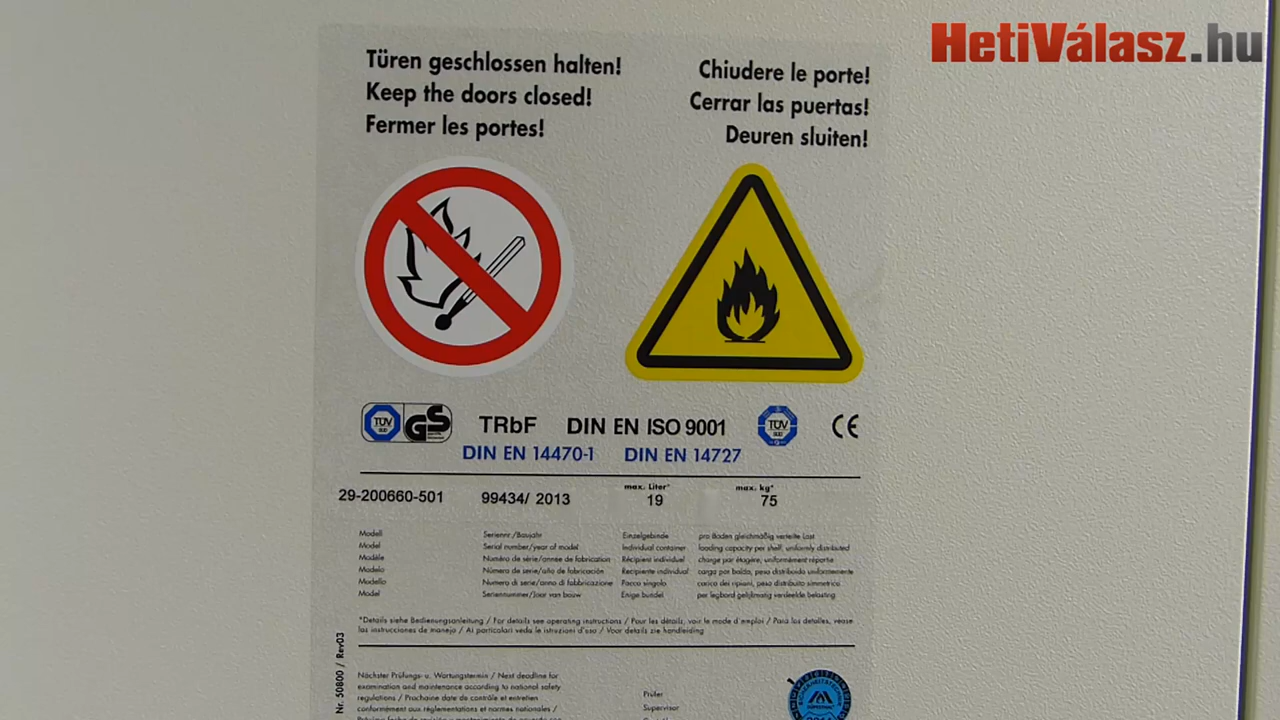 HetiVálasz.hu
Türen geschlossen halten!
Keep the doors closed!
Fermer les portes!
Chiudere le porte!
Cerrar las puertas!
Deuren sluiten!
TÜV GS TRbF DIN EN ISO 9001 TÜV CE
DIN EN 14470-1 DIN EN 14727
max. Liter* max. kg*
29-200660-501 99434/ 2013 19 75
Modell Seriennr./Baujahr Einzelgebinde pro Boden gleichmäßig verteilte Last
Model Serial number/year of model Individual container loading capacity per shelf, uniformly distributed
Modèle Numéro de série/année de fabrication Récipient individuel charge par étagère, uniformément répartie
Modelo Número de serie/año de fabricación Recipiente individual carga por balda, peso distribuido uniformemente
Modello Numero di serie/anno di fabbricazione Parco singolo carico dei ripiani, peso distribuito simmetrico
Model Serienummer/Jaar van bouw Enige bundel per legbord gelijkmatig verdeelde belasting
*Details siehe Bedienungsanleitung / For details see operating instructions / Pour les détails, voir le mode d'emploi / Para los detalles, vease
las instrucciones de manejo / Ai particolari vedu le istruzioni d'uso / Voor details zie handleiding
Nr. 50800 / Rev03
Nächster Prüfungs- u. Wartungstermin / Next deadline for
examination and maintenance according to national safety
regulations / Prochaine date de contrôle et entretien
conformément aux réglementations et normes nationales /
Prüfer
Supervisor